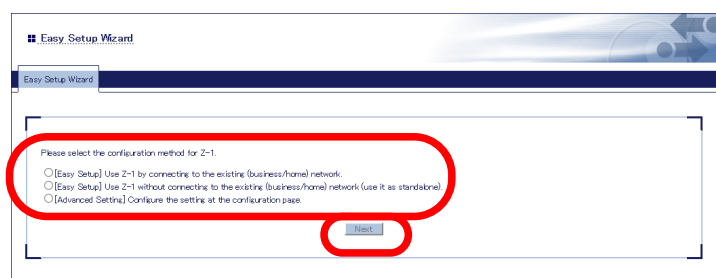 Easy Setup Wizard
Easy Setup Wizard
Please select the configuration method for Z-1.
[Easy Setup] Use Z-1 by connecting to the existing (business/home) network.
[Easy Setup] Use Z-1 without connecting to the existing (business/home) network (use it as standalone).
[Advanced Setting] Configure the setting at the configuration page.
Next